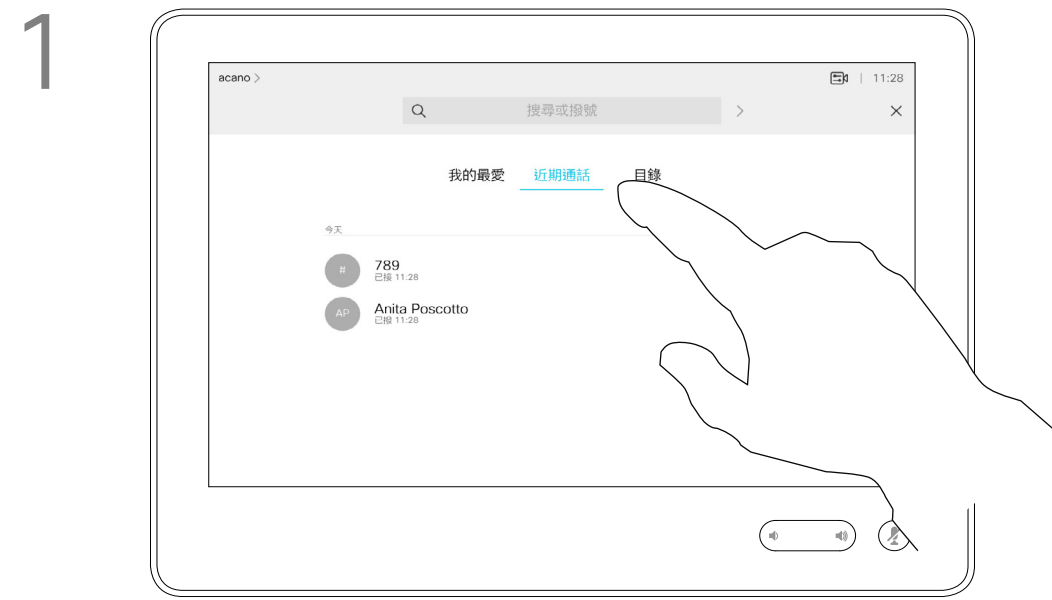 1
acano >
11:28
搜尋或撥號
我的最愛 近期通話 目錄
今天
#
789
已接 11:28
AP
Anita Poscotto
已撥 11:28